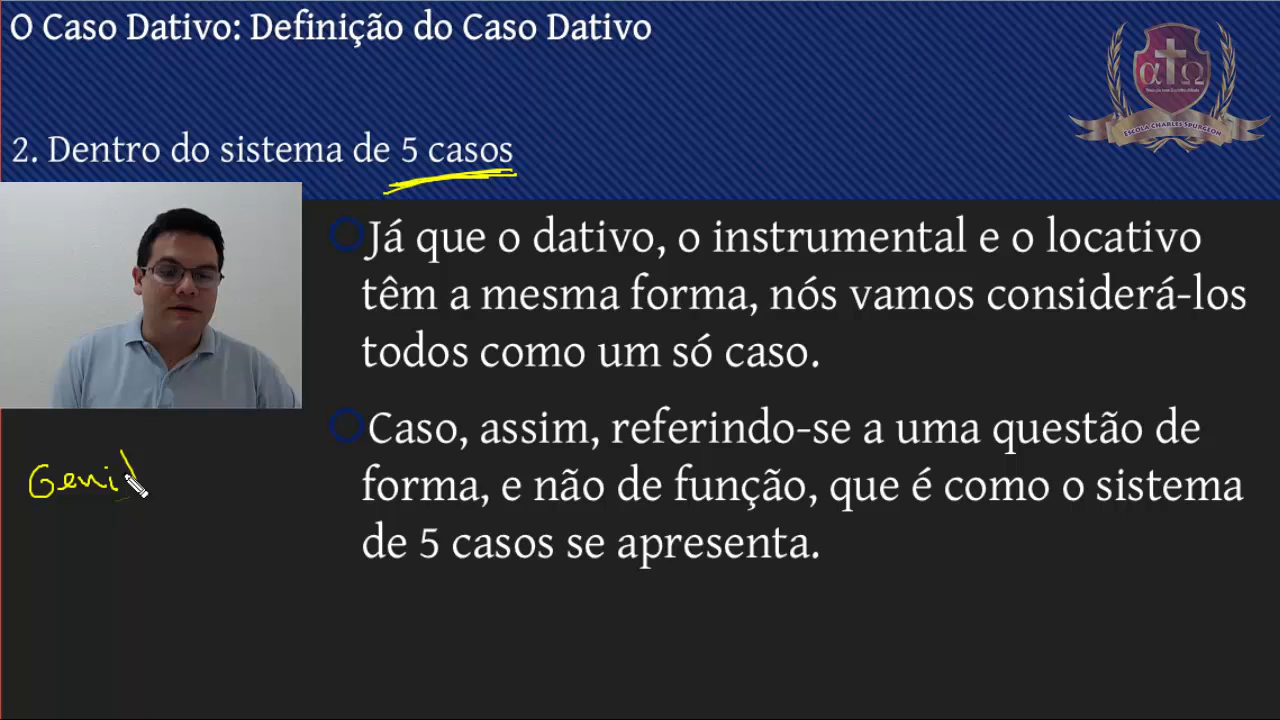 O Caso Dativo: Definição do Caso Dativo
α Ω
ESCOLA CHARLES SPURGEON
2. Dentro do sistema de 5 casos
Já que o dativo, o instrumental e o locativo
têm a mesma forma, nós vamos considerá-los
todos como um só caso.
Caso, assim, referindo-se a uma questão de
forma, e não de função, que é como o sistema
de 5 casos se apresenta.
Geni